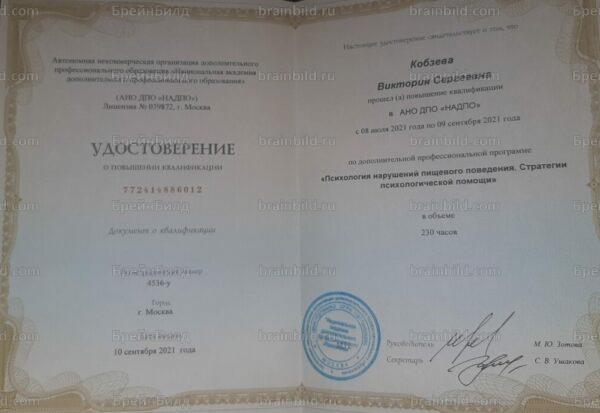 Автономная некоммерческая организация дополнительного
профессионального образования «Национальная академия
дополнительного профессионального образования»
(АНО ДПО «НАДПО»)
Лицензия № 039872, г. Москва
УДОСТОВЕРЕНИЕ
О ПОВЫШЕНИИ КВАЛИФИКАЦИИ
772414886012
Документ о квалификации
Регистрационный номер
4536-у
Город
г. Москва
Дата выдачи
10 сентября 2021 года
Настоящее удостоверение свидетельствует о том, что
Кобзева
Виктория Сергеевна
прошел (а) повышение квалификации
в АНО ДПО «НАДПО»
с 08 июля 2021 года по 09 сентября 2021 года
по дополнительной профессиональной программе
«Психология нарушений пищевого поведения. Стратегии
психологической помощи»
в объеме
230 часов
Руководитель
М. Ю. Зотова
Секретарь
С. В. Ушакова
БрейнБилд
brainbild.ru
brainbild.com